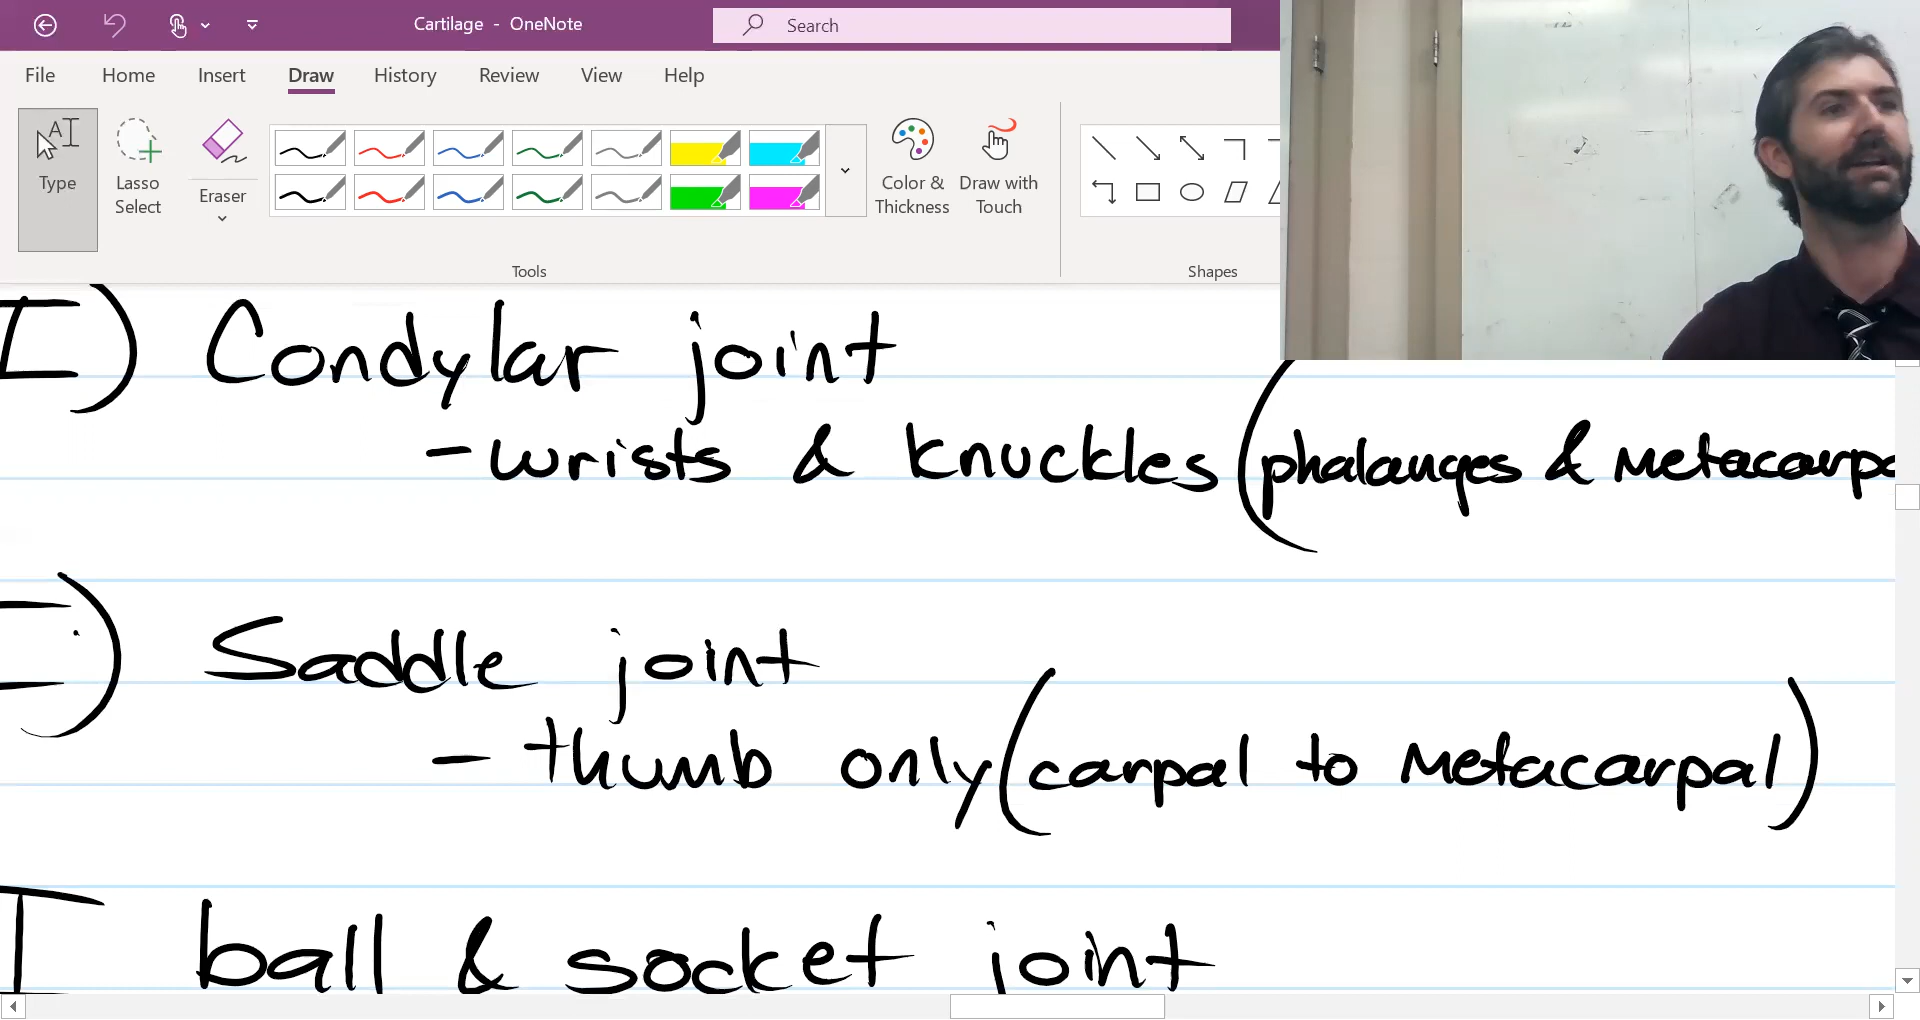 Cartilage - OneNote
Search
File Home Insert Draw History Review View Help
Type
Lasso Select
Eraser
Color & Thickness
Draw with Touch
Tools
Shapes
I) Condylar joint
- wrists & knuckles (phalanges & metacarpa
I) Saddle joint
- thumb only (carpal to metacarpal)
I ball & socket joint